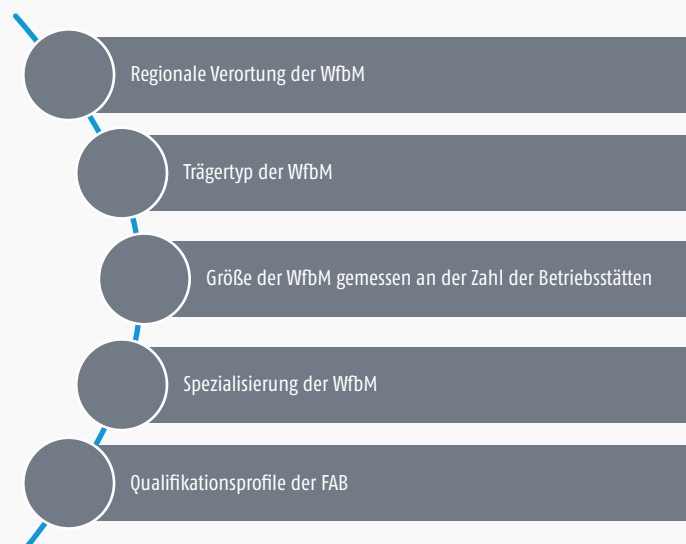 Regionale Verortung der WfbM
Trägertyp der WfbM
Größe der WfbM gemessen an der Zahl der Betriebsstätten
Spezialisierung der WfbM
Qualifikationsprofile der FAB